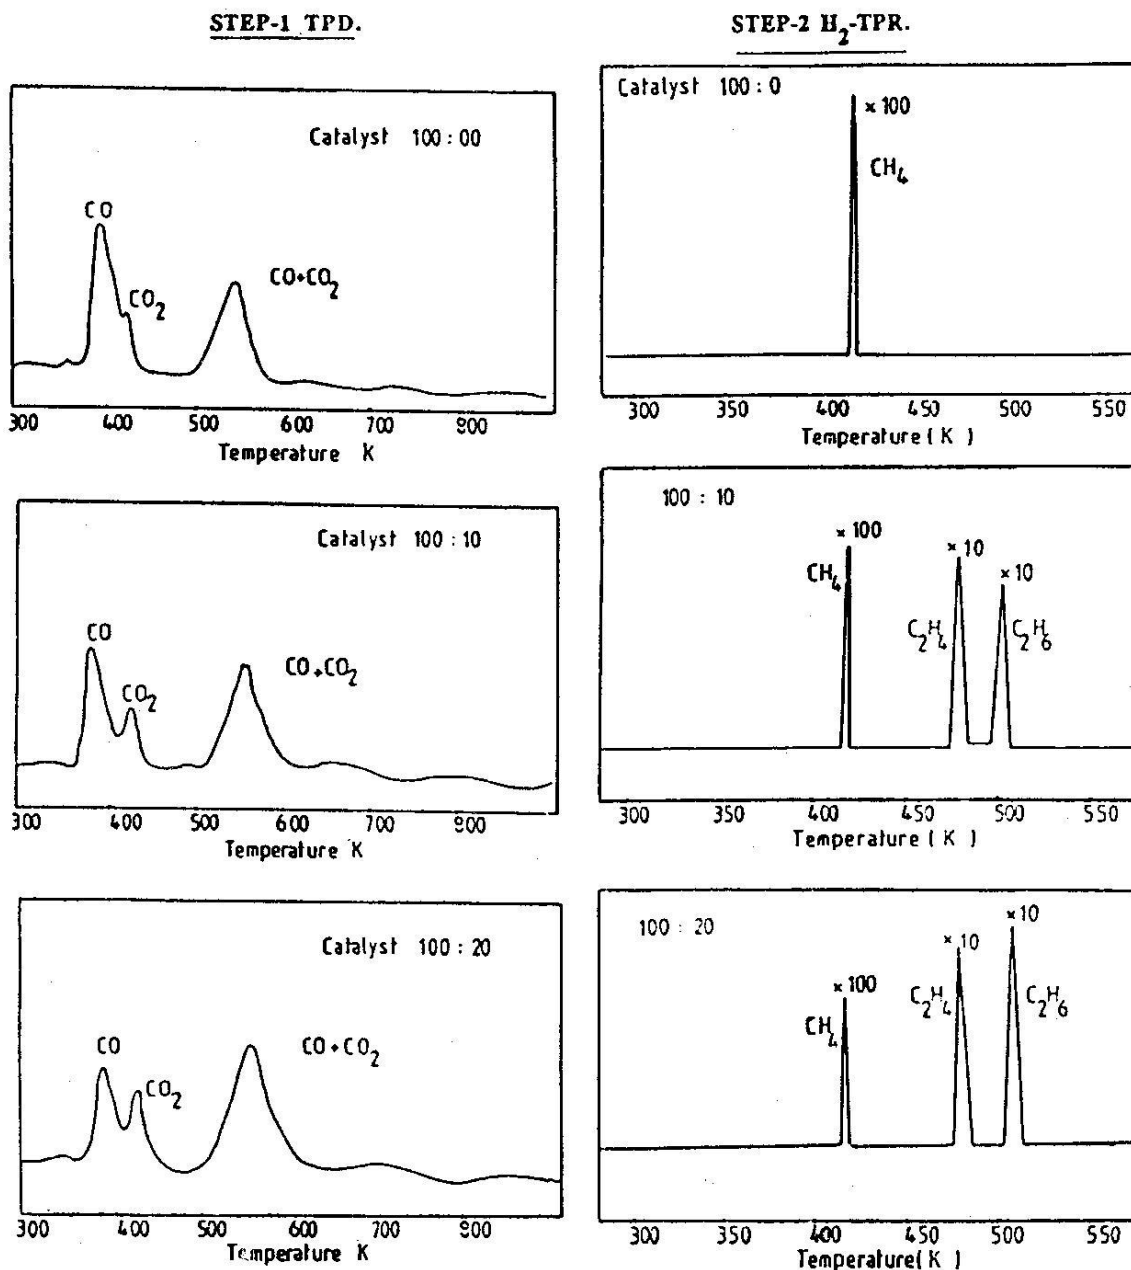 STEP-1 TPD.
Catalyst 100 : 00
CO
CO2
CO+CO2
300 400 500 600 700 800
Temperature K
Catalyst 100 : 10
CO
CO2
CO+CO2
300 400 500 600 700 800
Temperature K
Catalyst 100 : 20
CO
CO2
CO+CO2
300 400 500 600 700 800
Temperature K
STEP-2 H2-TPR.
Catalyst 100 : 0
× 100
CH4
300 350 400 450 500 550
Temperature ( K )
100 : 10
× 100
× 10
× 10
CH4
C2H4
C2H6
300 350 400 450 500 550
Temperature ( K )
100 : 20
× 10
× 10
× 100
C2H4
C2H6
CH4
300 350 400 450 500 550
Temperature( K )